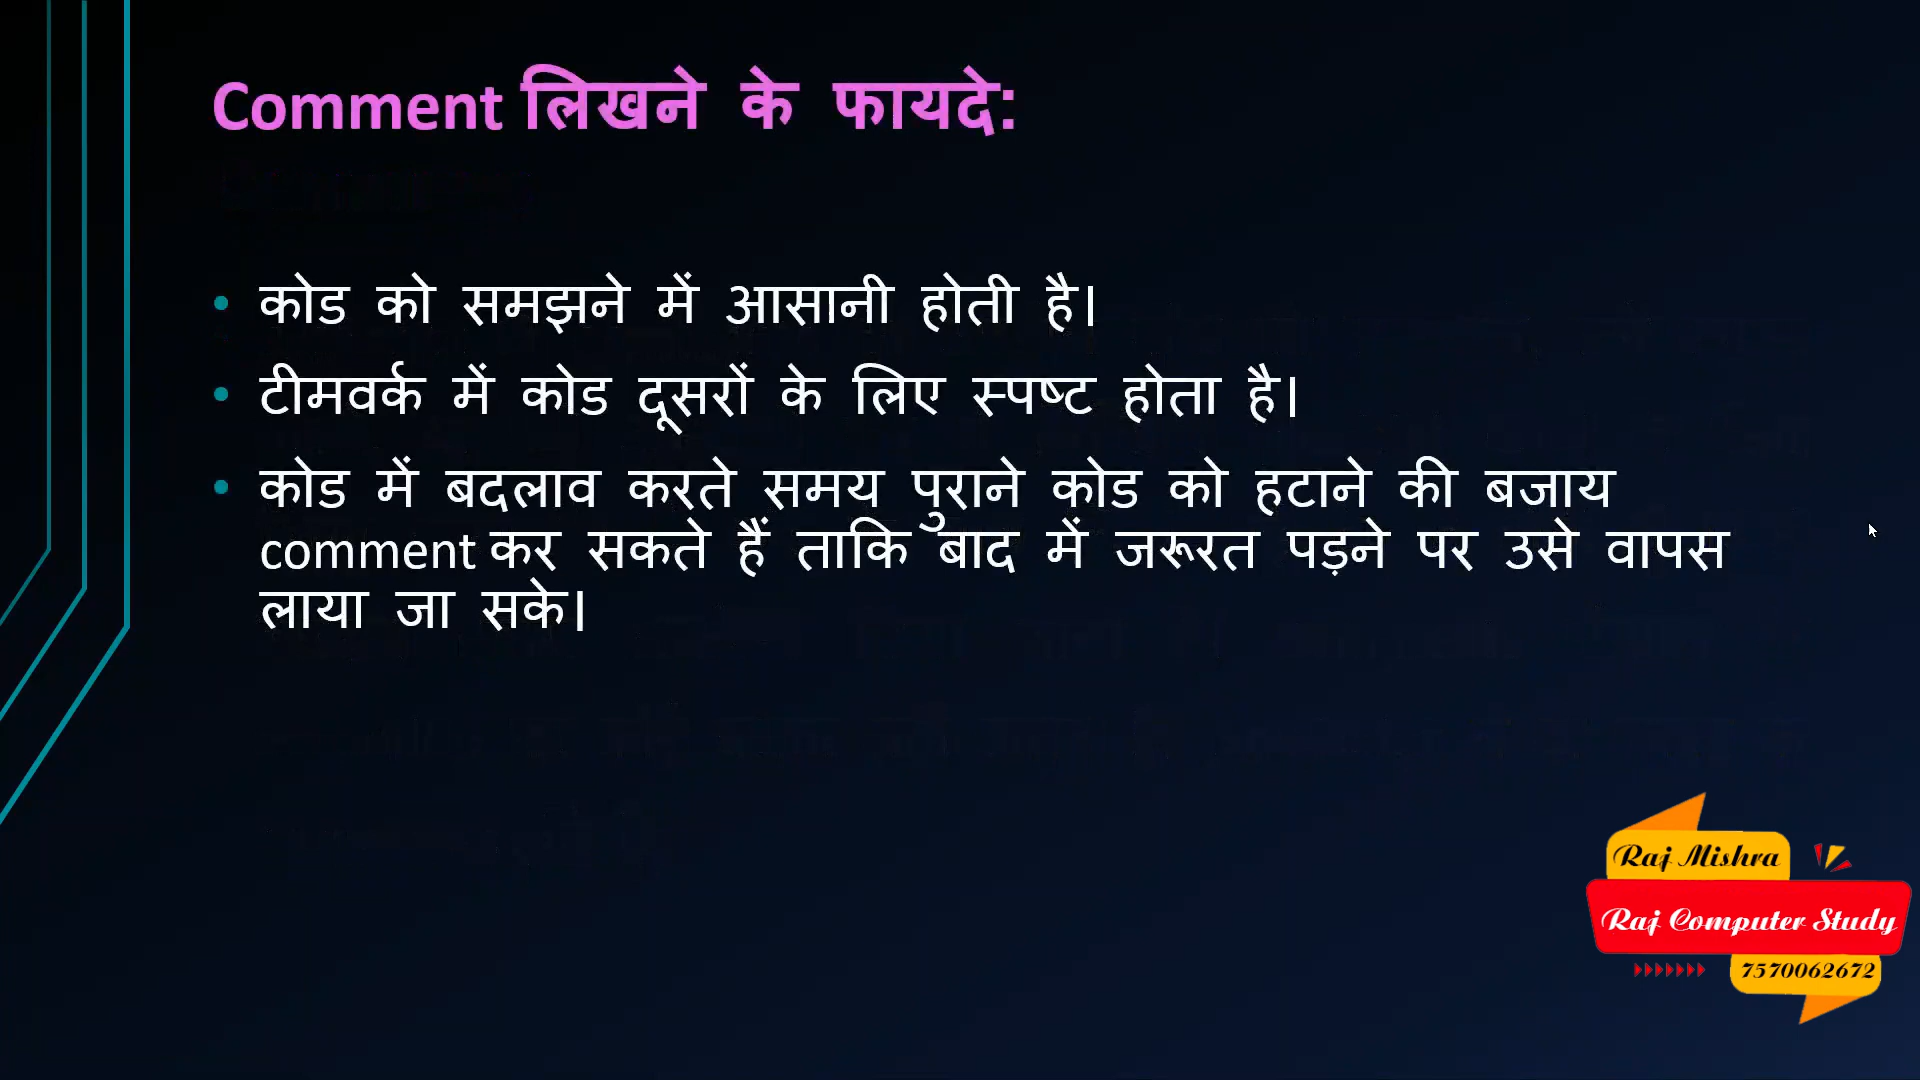 Comment लिखने के फायदे:
कोड को समझने में आसानी होती है।
टीमवर्क में कोड दूसरों के लिए स्पष्ट होता है।
कोड में बदलाव करते समय पुराने कोड को हटाने की बजाय
comment कर सकते हैं ताकि बाद में जरूरत पड़ने पर उसे वापस
लाया जा सके।
Raj Mishra
Raj Computer Study
7570062672